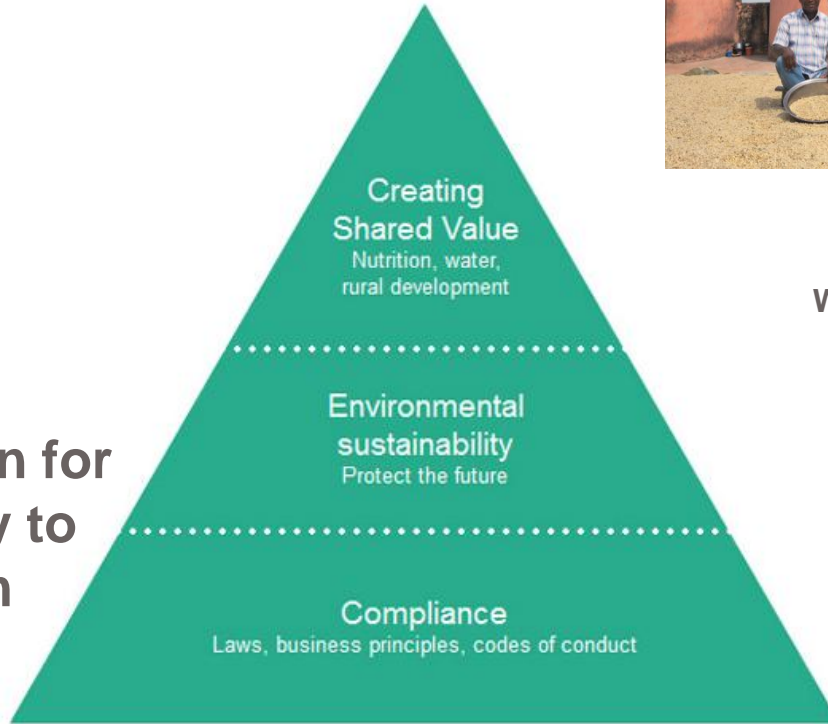 Creating
Shared Value
Nutrition, water,
rural development
Environmental
sustainability
Protect the future
n for
y to
n
Compliance
Laws, business principles, codes of conduct